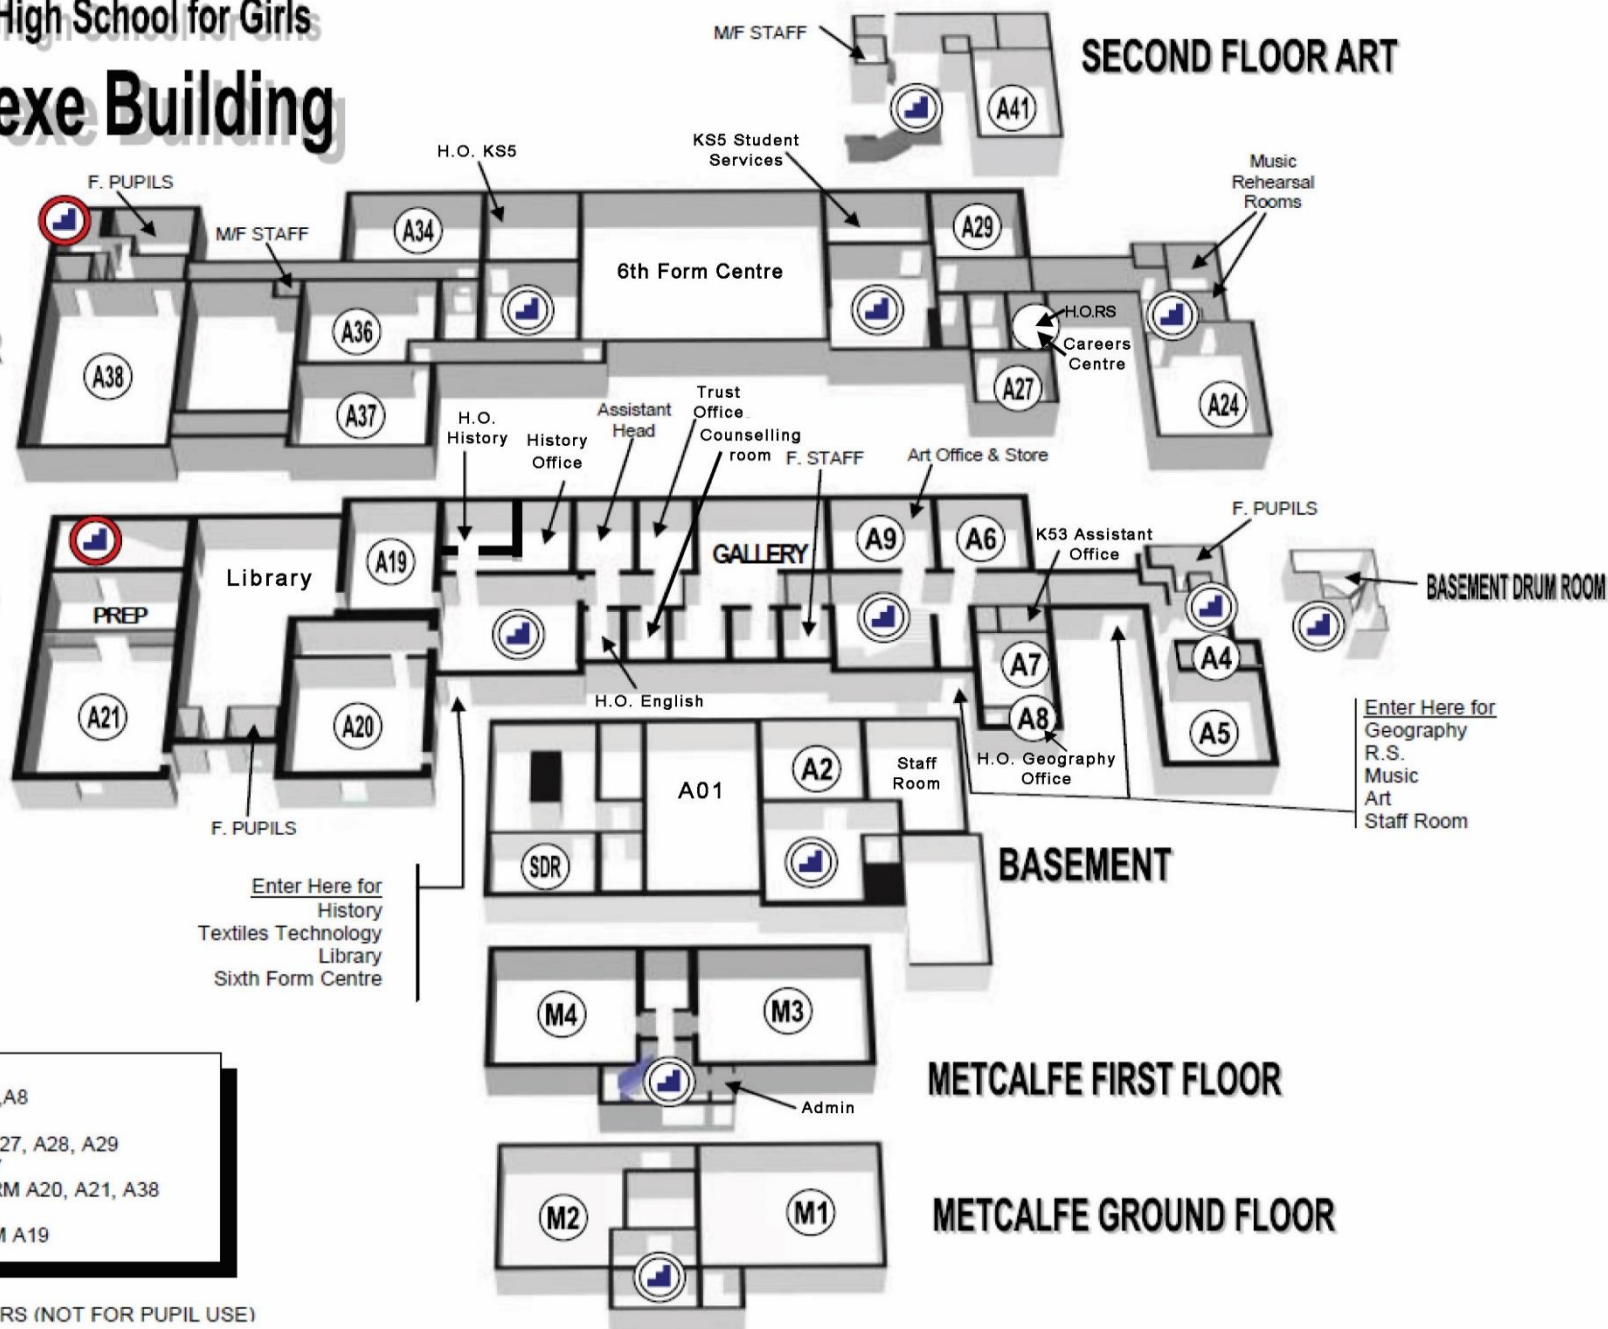 High School for Girls
exe Building
M/F STAFF
SECOND FLOOR ART
A41
H.O. KS5
KS5 Student
Services
Music
Rehearsal
Rooms
F. PUPILS
M/F STAFF
A34
A29
6th Form Centre
A36
H.O.RS
Careers
Centre
A38
A37
A27
A24
H.O.
History
History
Office
Assistant
Head
Trust
Office
Counselling
room
F. STAFF
Art Office & Store
K53 Assistant
Office
F. PUPILS
Library
A19
GALLERY
A9
A6
BASEMENT DRUM ROOM
PREP
A7
A4
A21
A20
H.O. English
A8
A5
H.O. Geography
Office
Enter Here for
Geography
R.S.
Music
Art
Staff Room
F. PUPILS
A01
A2
Staff
Room
SDR
BASEMENT
Enter Here for
History
Textiles Technology
Library
Sixth Form Centre
M4
M3
METCALFE FIRST FLOOR
Admin
,A8
27, A28, A29
RM A20, A21, A38
M A19
M2
M1
METCALFE GROUND FLOOR
RS (NOT FOR PUPIL USE)